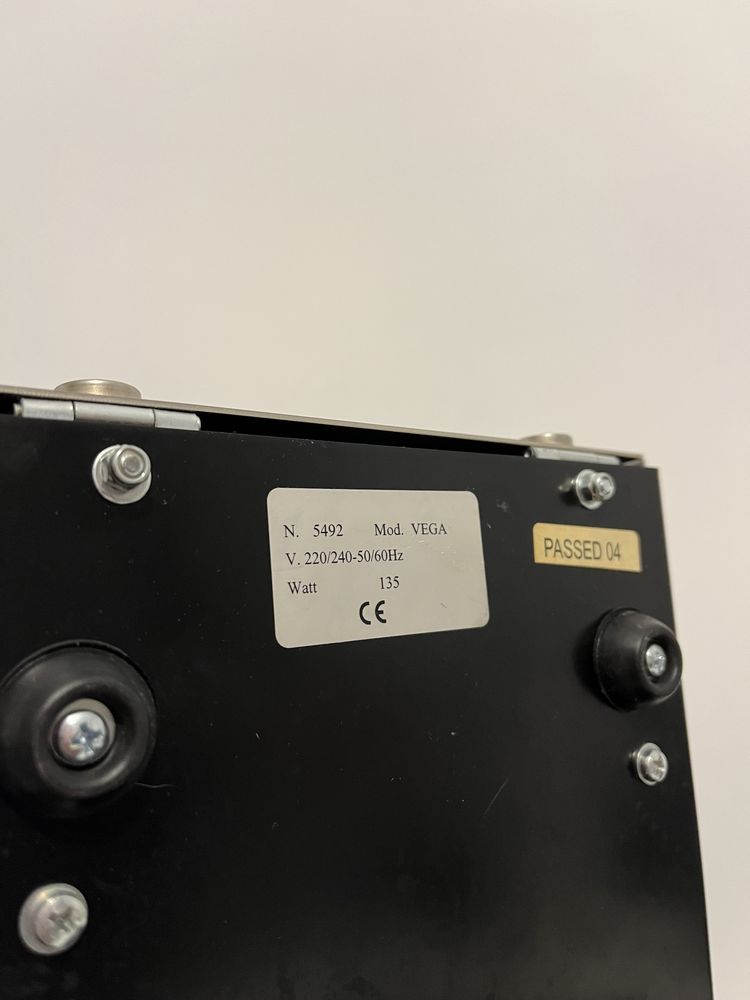 N. 5492 Mod. VEGA
V. 220/240-50/60Hz
Watt 135
CE
PASSED 04